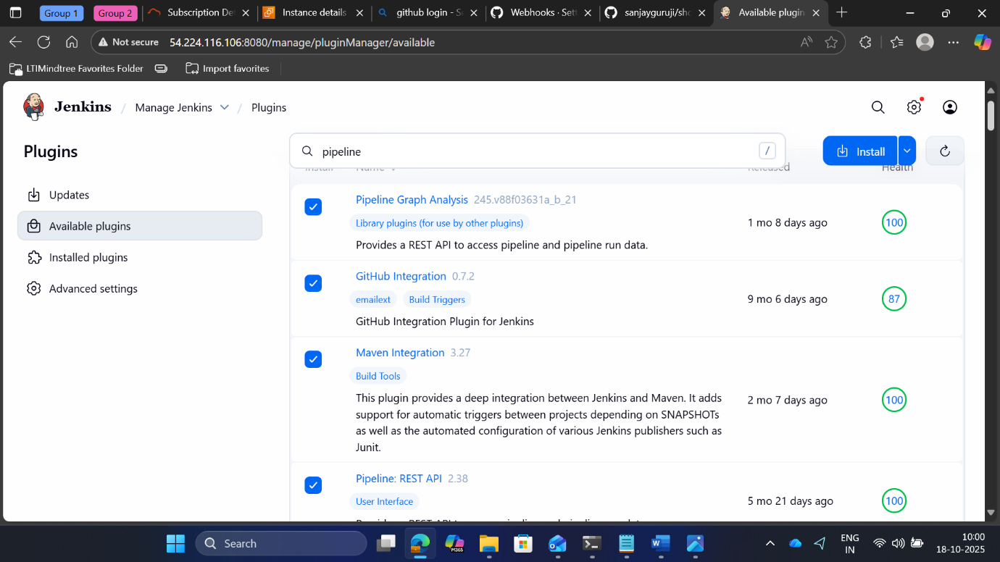 Group 1
Group 2
Subscription De
Instance details
github login - Se
Webhooks · Sett
sanjayguruji/sho
Available plugin
Not secure
54.224.116.106:8080/manage/pluginManager/available
LTIMindtree Favorites Folder
Import favorites
Jenkins / Manage Jenkins / Plugins
Plugins
pipeline
/
Install
Install
Name
Released
Health
Updates
Available plugins
Installed plugins
Advanced settings
Pipeline Graph Analysis 245.v88f03631a_b_21
Library plugins (for use by other plugins)
Provides a REST API to access pipeline and pipeline run data.
1 mo 8 days ago
100
GitHub Integration 0.7.2
emailext
Build Triggers
GitHub Integration Plugin for Jenkins
9 mo 6 days ago
87
Maven Integration 3.27
Build Tools
This plugin provides a deep integration between Jenkins and Maven. It adds
support for automatic triggers between projects depending on SNAPSHOTs
as well as the automated configuration of various Jenkins publishers such as
Junit.
2 mo 7 days ago
100
Pipeline: REST API 2.38
User Interface
5 mo 21 days ago
100
Search
M365
ENG
IN
10:00
18-10-2025